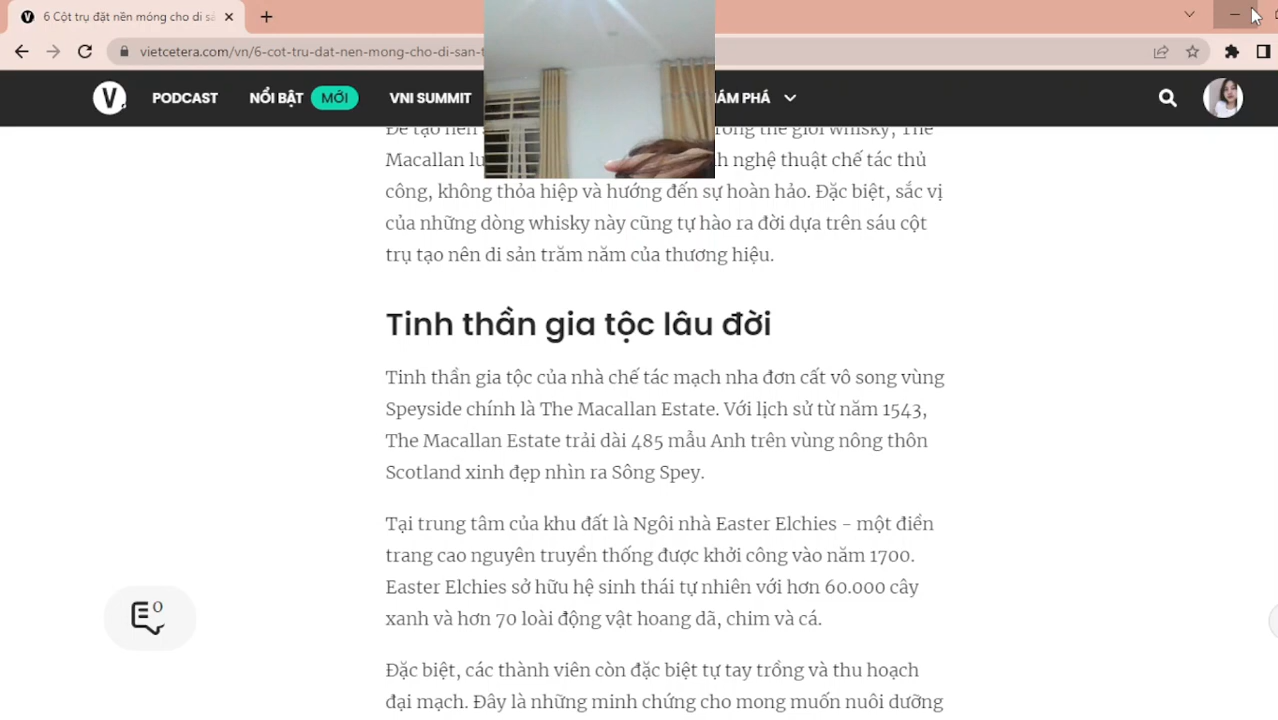 6 Cột trụ đặt nền móng cho di sả
vietcetera.com/vn/6-cot-tru-dat-nen-mong-cho-di-san-t
V.
PODCAST
NỔI BẬT
MỚI
VNI SUMMIT
ÁM PHÁ
Để tạo nên rong thế giới whisky, The
Macallan lu nh nghệ thuật chế tác thủ
công, không thỏa hiệp và hướng đến sự hoàn hảo. Đặc biệt, sắc vị
của những dòng whisky này cũng tự hào ra đời dựa trên sáu cột
trụ tạo nên di sản trăm năm của thương hiệu.
Tinh thần gia tộc lâu đời
Tinh thần gia tộc của nhà chế tác mạch nha đơn cất vô song vùng
Speyside chính là The Macallan Estate. Với lịch sử từ năm 1543,
The Macallan Estate trải dài 485 mẫu Anh trên vùng nông thôn
Scotland xinh đẹp nhìn ra Sông Spey.
Tại trung tâm của khu đất là Ngôi nhà Easter Elchies - một điền
trang cao nguyên truyền thống được khởi công vào năm 1700.
Easter Elchies sở hữu hệ sinh thái tự nhiên với hơn 60.000 cây
xanh và hơn 70 loài động vật hoang dã, chim và cá.
0
Đặc biệt, các thành viên còn đặc biệt tự tay trồng và thu hoạch
đại mạch. Đây là những minh chứng cho mong muốn nuôi dưỡng